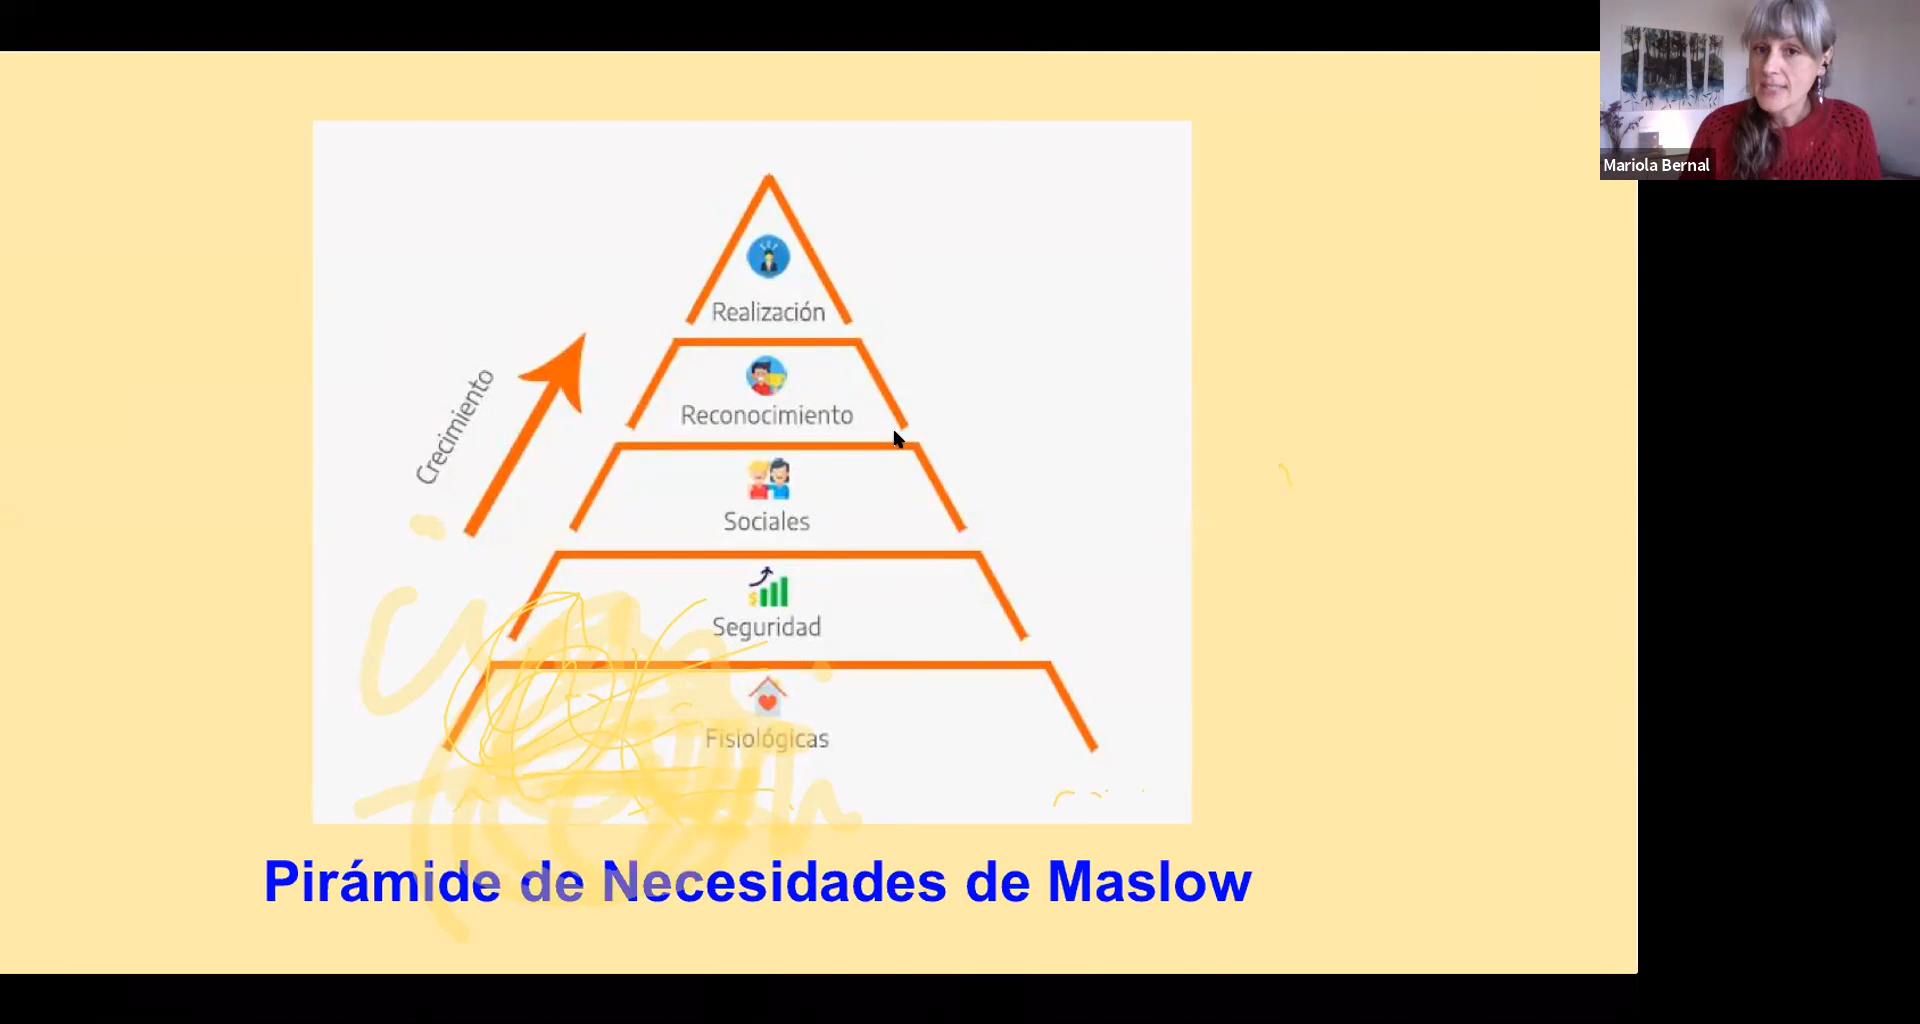 Mariola Bernal
Realización
Crecimiento
Reconocimiento
Sociales
Seguridad
Fisiológicas
Pirámide de Necesidades de Maslow